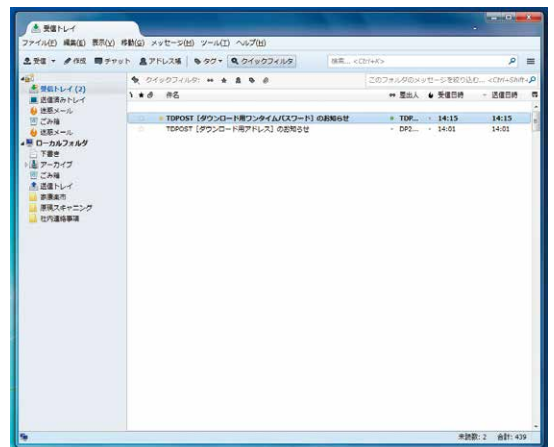 受信トレイ
ファイル(F) 編集(E) 表示(V) 移動(G) メッセージ(M) ツール(T) ヘルプ(H)
受信 作成 チャット アドレス帳 タグ クイックフィルタ 検索... <Ctrl+K>
クイックフィルタ: このフォルダのメッセージを絞り込む... <Ctrl+Shift+
件名 差出人 受信日時 送信日時
TDPOST [ダウンロード用ワンタイムパスワード] のお知らせ TDP... 14:15 14:15
TDPOST [ダウンロード用アドレス] のお知らせ DP2... 14:01 14:01
受信トレイ (2)
送信済みトレイ
迷惑メール
ごみ箱
迷惑メール
ローカルフォルダ
下書き
アーカイブ
ごみ箱
送信トレイ
原稿スキャニング
社内連絡事項
未読数: 2 合計: 439